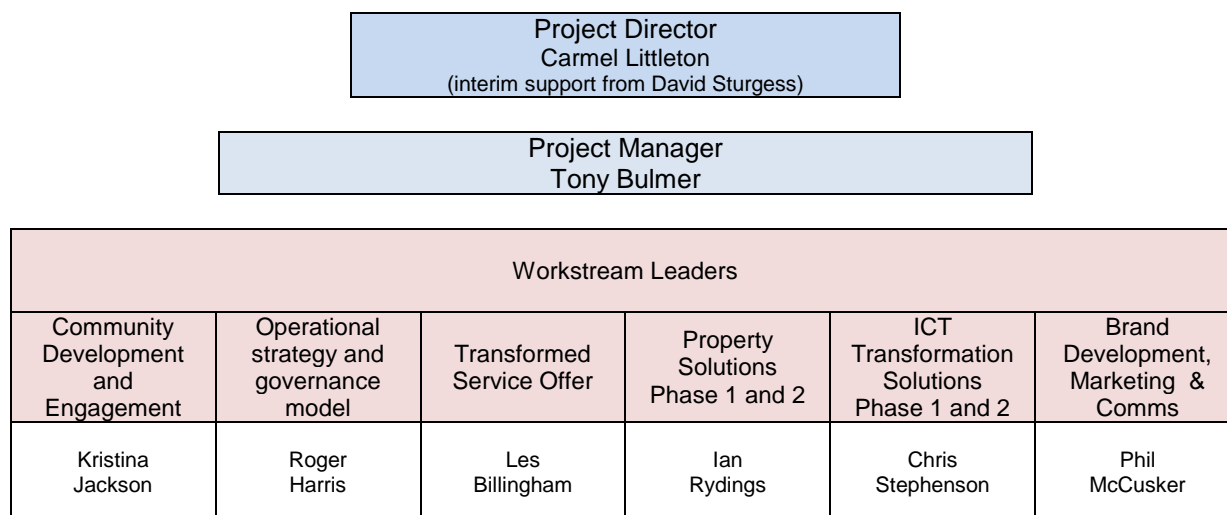 Project Director
Carmel Littleton
(interim support from David Sturgess)
Project Manager
Tony Bulmer
Workstream Leaders
Community
Development
and
Engagement
Operational
strategy and
governance
model
Transformed
Service Offer
Property
Solutions
Phase 1 and 2
ICT
Transformation
Solutions
Phase 1 and 2
Brand
Development,
Marketing & 
Comms
Kristina
Jackson
Roger
Harris
Les
Billingham
Ian
Rydings
Chris
Stephenson
Phil
McCusker